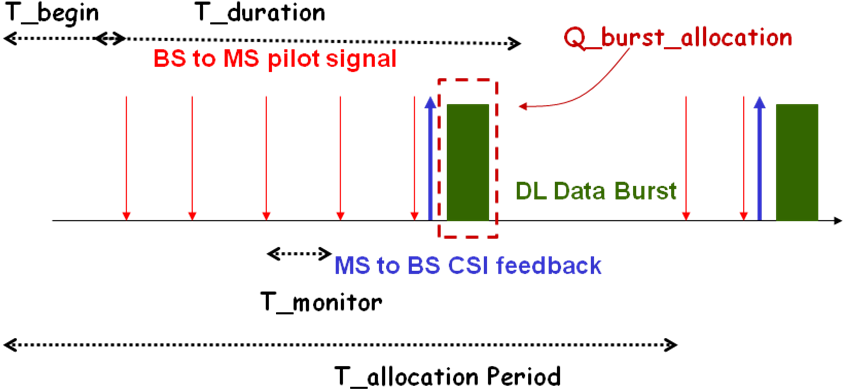 T_begin
T_duration
BS to MS pilot signal
Q_burst_allocation
DL Data Burst
MS to BS CSI feedback
T_monitor
T_allocation Period